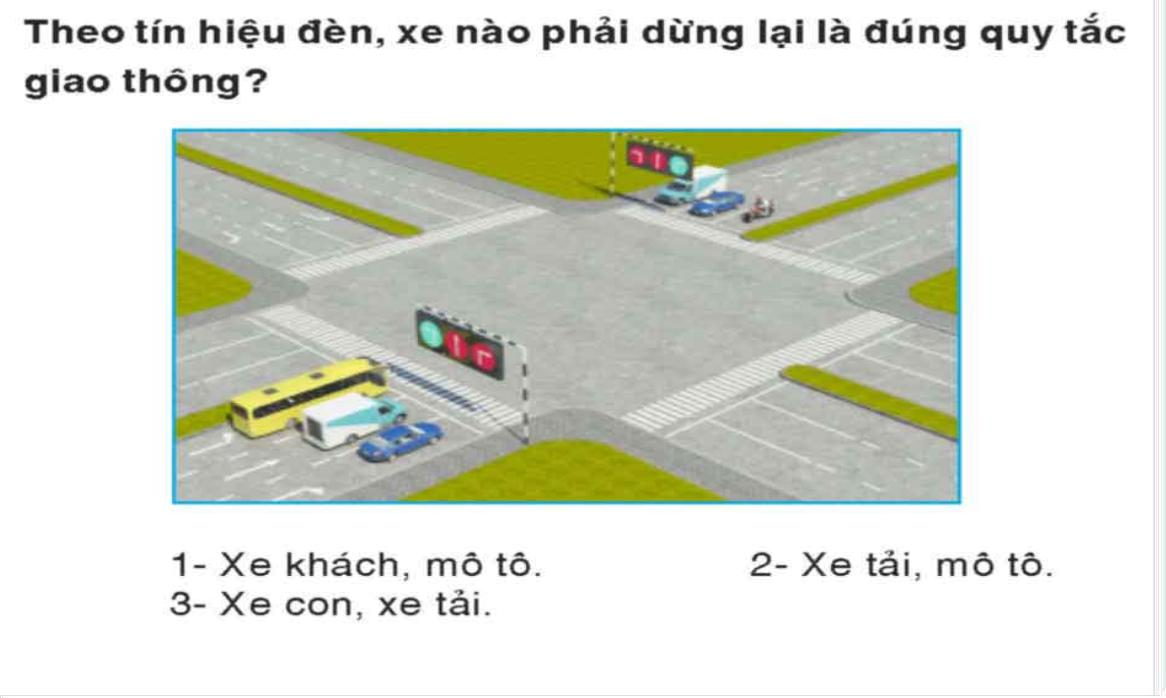 Theo tín hiệu đèn, xe nào phải dừng lại là đúng quy tắc
giao thông?
1- Xe khách, mô tô.
2- Xe tải, mô tô.
3- Xe con, xe tải.